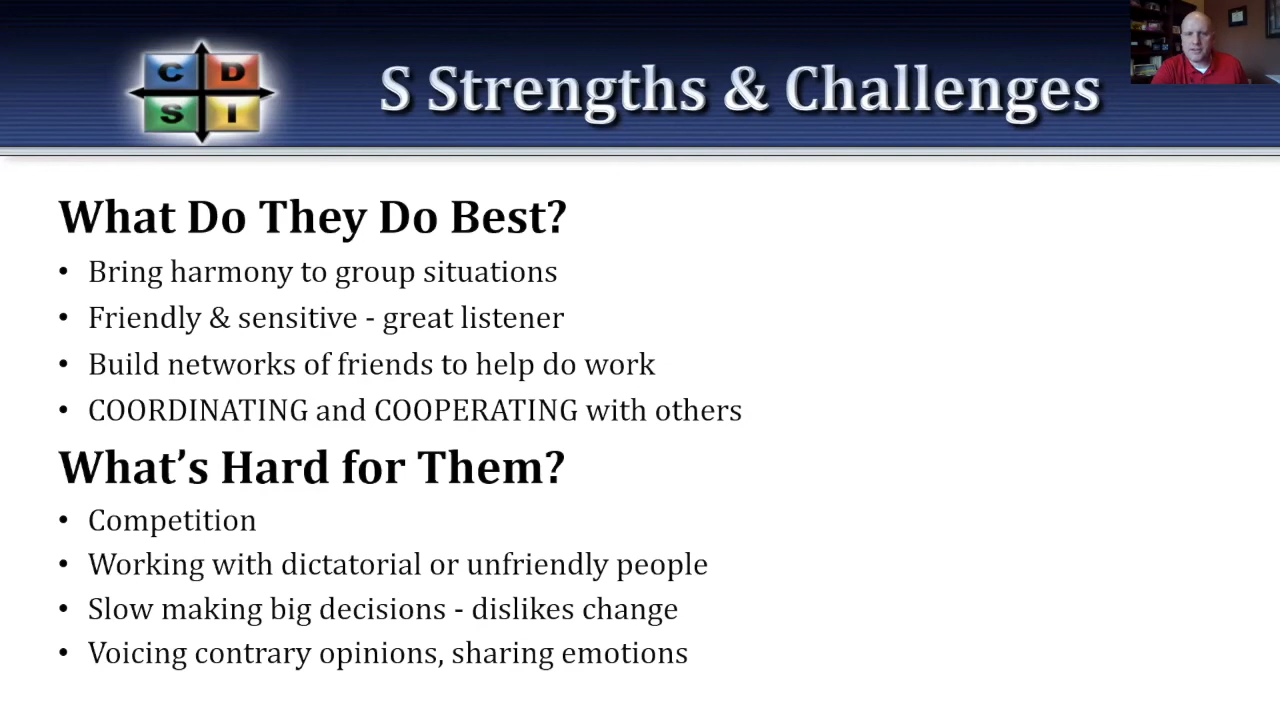 C D
S I
S Strengths & Challenges
What Do They Do Best?
• Bring harmony to group situations
• Friendly & sensitive - great listener
• Build networks of friends to help do work
• COORDINATING and COOPERATING with others
What’s Hard for Them?
• Competition
• Working with dictatorial or unfriendly people
• Slow making big decisions - dislikes change
• Voicing contrary opinions, sharing emotions